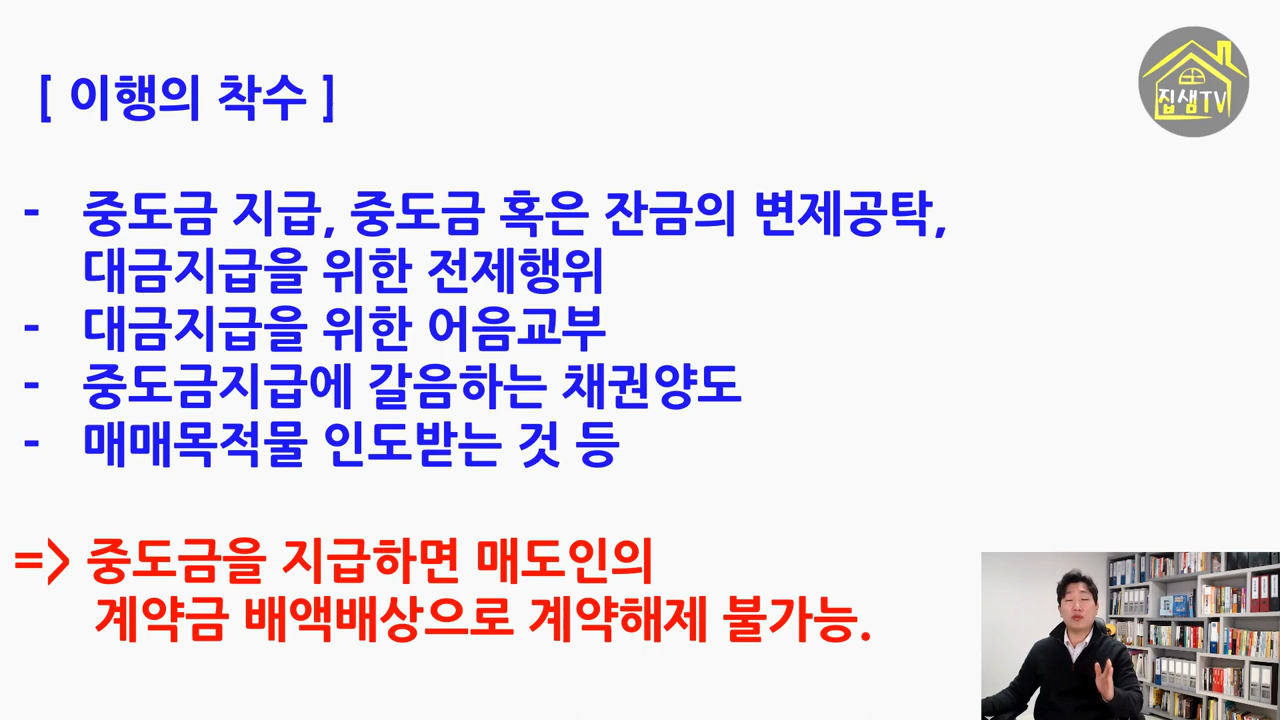 [ 이행의 착수 ]
집샘TV
- 중도금 지급, 중도금 혹은 잔금의 변제공탁,
대금지급을 위한 전제행위
- 대금지급을 위한 어음교부
- 중도금지급에 갈음하는 채권양도
- 매매목적물 인도받는 것 등
=> 중도금을 지급하면 매도인의
계약금 배액배상으로 계약해제 불가능.